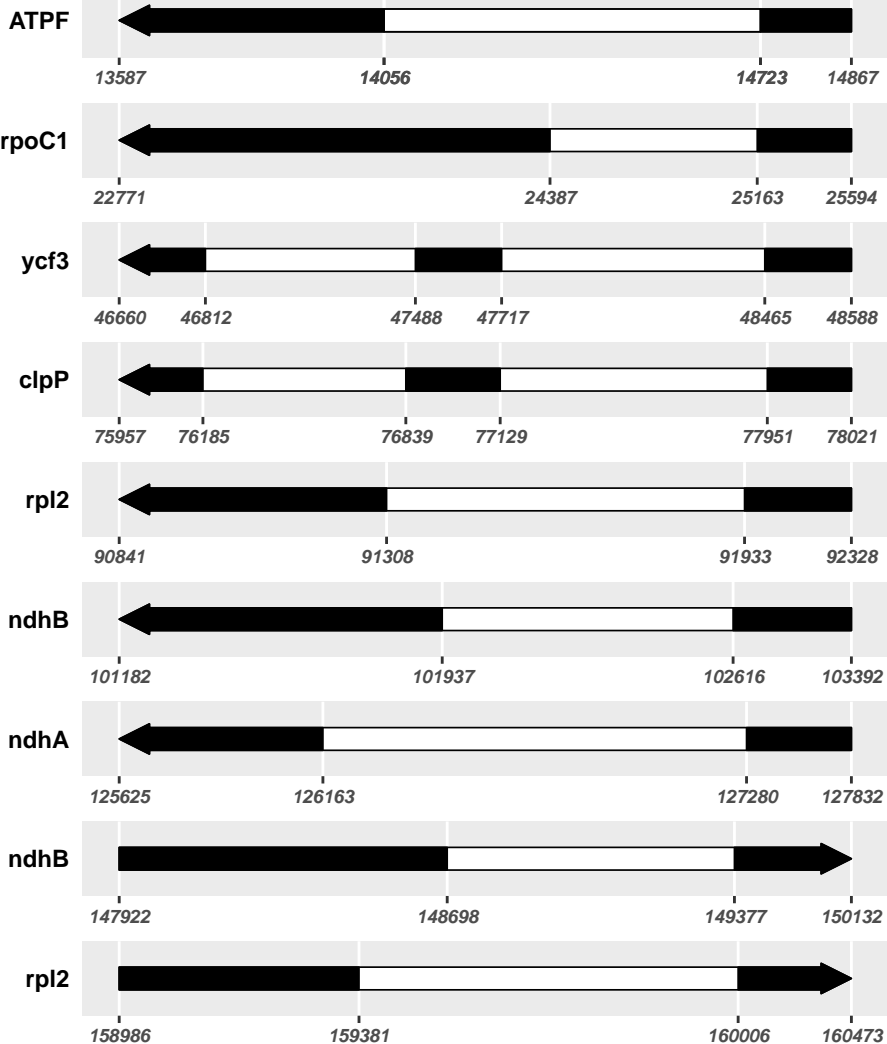 ATPF
13587 14056 14723 14867
rpoC1
22771 24387 25163 25594
ycf3
46660 46812 47488 47717 48465 48588
clpP
75957 76185 76839 77129 77951 78021
rpl2
90841 91308 91933 92328
ndhB
101182 101937 102616 103392
ndhA
125625 126163 127280 127832
ndhB
147922 148698 149377 150132
rpl2
158986 159381 160006 160473